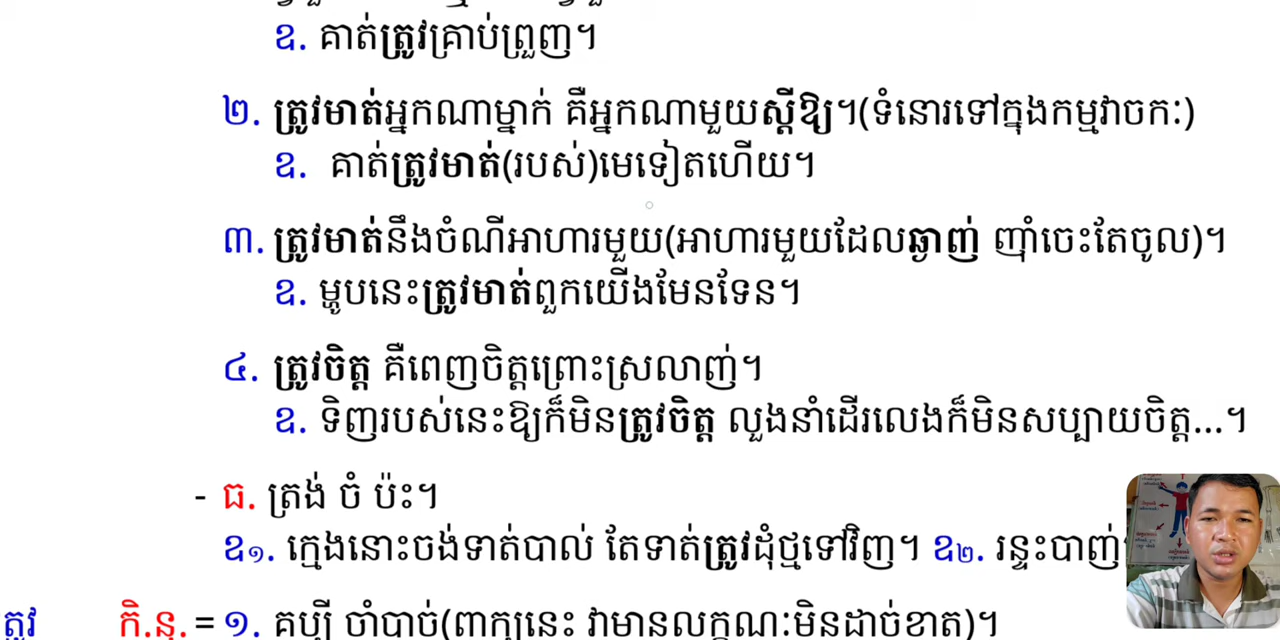 ឧ. គាត់ត្រូវគ្រាប់ព្រួញ។
២. ត្រូវមាត់អ្នកណាម្នាក់ គឺអ្នកណាមួយស្ដីឱ្យ។(ទំនោរទៅក្នុងកម្មវាចកៈ)
ឧ. គាត់ត្រូវមាត់(របស់)មេទៀតហើយ។
៣. ត្រូវមាត់នឹងចំណីអាហារមួយ(អាហារមួយដែលឆ្ងាញ់ ញ៉ាំចេះតែចូល)។
ឧ. ម្ហូបនេះត្រូវមាត់ពួកយើងមែនទែន។
៤. ត្រូវចិត្ត គឺពេញចិត្តព្រោះស្រលាញ់។
ឧ. ទិញរបស់នេះឱ្យក៏មិនត្រូវចិត្ត លួងនាំដើរលេងក៏មិនសប្បាយចិត្ត...។
- ធ. ត្រង់ ចំ ប៉ះ។
ឧ១. ក្មេងនោះចង់ទាត់បាល់ តែទាត់ត្រូវដុំថ្មទៅវិញ។ ឧ២. រន្ទះបាញ់
ត្រូវ កិ.នុ. = ១. គប្បី ចាំបាច់(ពាក្យនេះ វាមានលក្ខណៈមិនដាច់ខាត)។